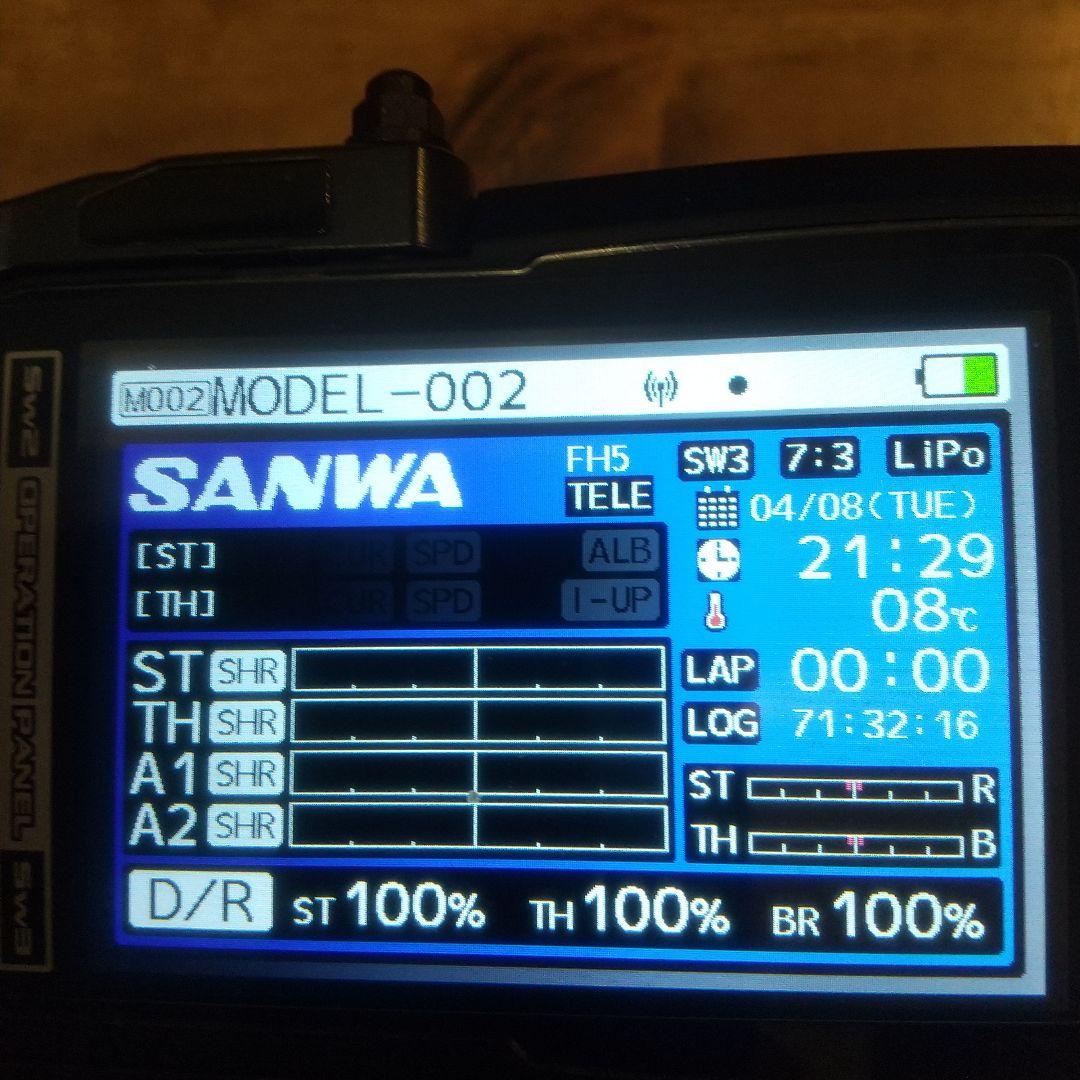 M002 MODEL-002
SANWA
FH5
TELE
SW3 7:3 LiPo
04/08(TUE)
21:29
08℃
[ST] CUR SPD ALB
[TH] CUR SPD I-UP
ST SHR
TH SHR
A1 SHR
A2 SHR
LAP 00:00
LOG 71:32:16
ST R
TH B
D/R ST 100% TH 100% BR 100%
SW2
OPERATION PANEL
SW3